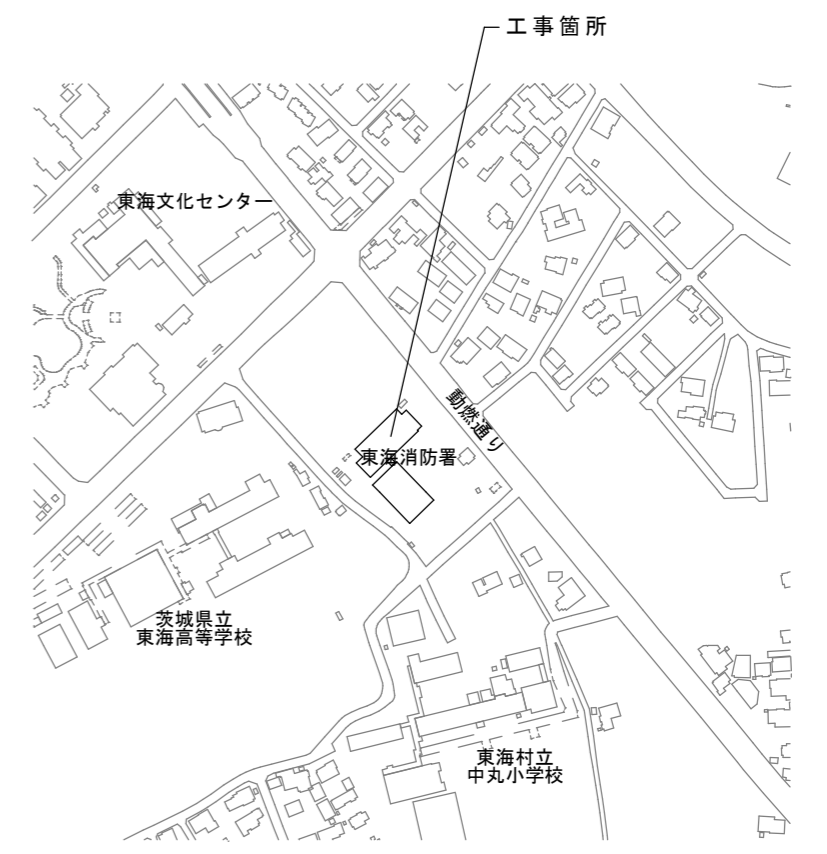 工事箇所
東海文化センター
動燃通り
東海消防署
茨城県立
東海高等学校
東海村立
中丸小学校